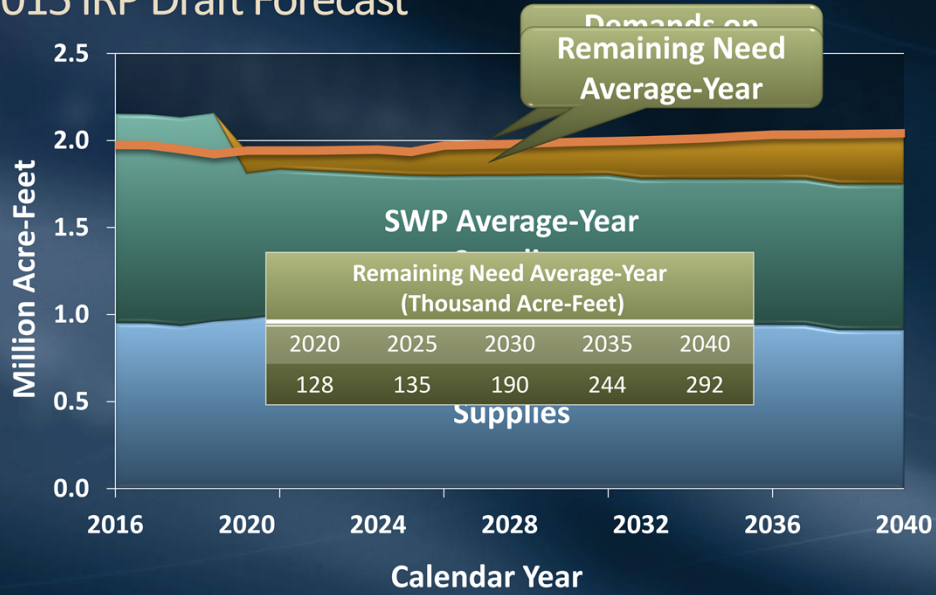 2015 IRP Draft Forecast
Demands on
Remaining Need
Average-Year
2.5
2.0
1.5
1.0
0.5
0.0
Million Acre-Feet
SWP Average-Year
Remaining Need Average-Year
(Thousand Acre-Feet)
2020 2025 2030 2035 2040
128 135 190 244 292
Supplies
2016 2020 2024 2028 2032 2036 2040
Calendar Year